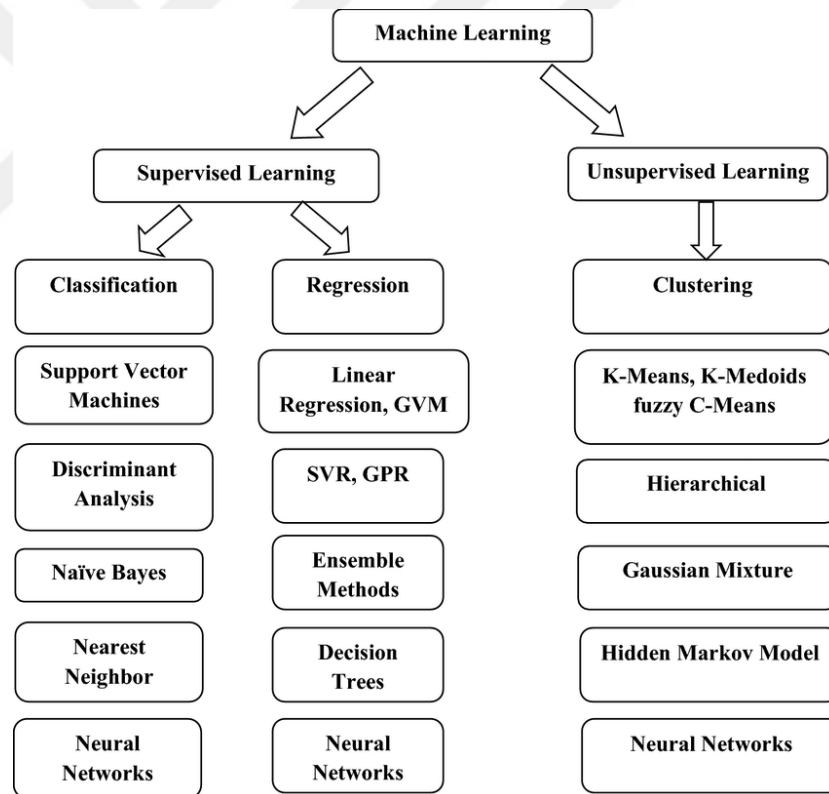 Machine Learning
Supervised Learning
Unsupervised Learning
Classification
Regression
Clustering
Support Vector
Machines
Linear
Regression, GVM
K-Means, K-Medoids
fuzzy C-Means
Discriminant
Analysis
SVR, GPR
Hierarchical
Naïve Bayes
Ensemble
Methods
Gaussian Mixture
Nearest
Neighbor
Decision
Trees
Hidden Markov Model
Neural
Networks
Neural
Networks
Neural Networks